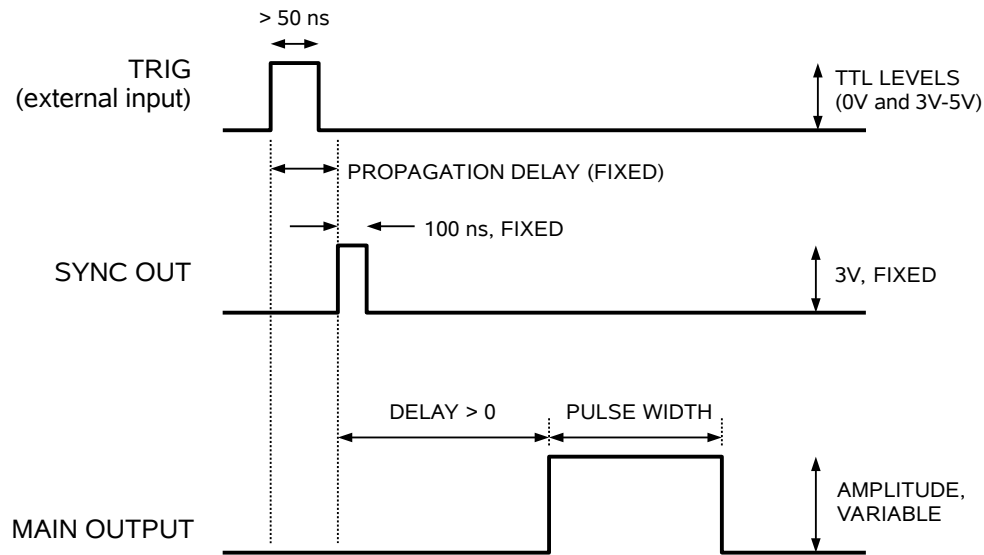 > 50 ns
TRIG
(external input)
TTL LEVELS
(0V and 3V-5V)
PROPAGATION DELAY (FIXED)
100 ns, FIXED
SYNC OUT
3V, FIXED
DELAY > 0
PULSE WIDTH
AMPLITUDE,
VARIABLE
MAIN OUTPUT